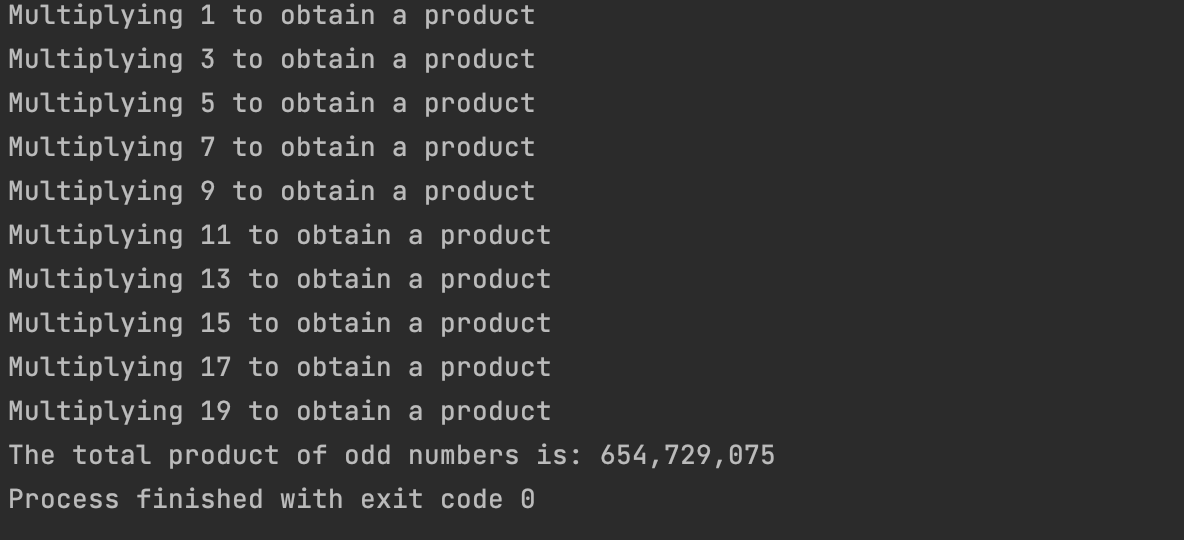 Multiplying 1 to obtain a product
Multiplying 3 to obtain a product
Multiplying 5 to obtain a product
Multiplying 7 to obtain a product
Multiplying 9 to obtain a product
Multiplying 11 to obtain a product
Multiplying 13 to obtain a product
Multiplying 15 to obtain a product
Multiplying 17 to obtain a product
Multiplying 19 to obtain a product
The total product of odd numbers is: 654,729,075
Process finished with exit code 0